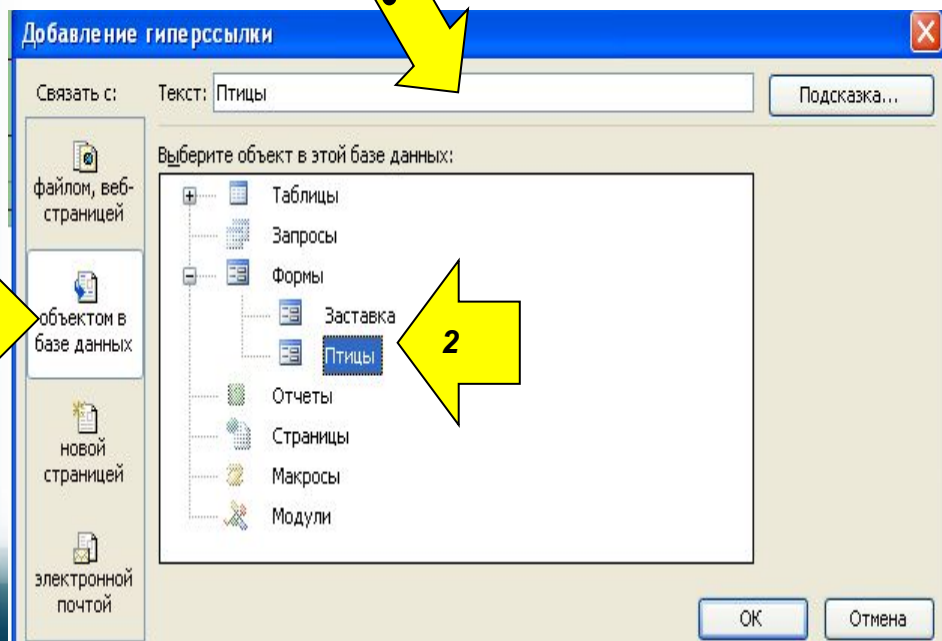 Добавление гиперссылки
Связать с:
Текст: Птицы
Подсказка...
файлом, веб-
страницей
объектом в
базе данных
новой
страницей
электронной
почтой
Выберите объект в этой базе данных:
Таблицы
Запросы
Формы
Заставка
Птицы
2
Отчеты
Страницы
Макросы
Модули
ОК
Отмена